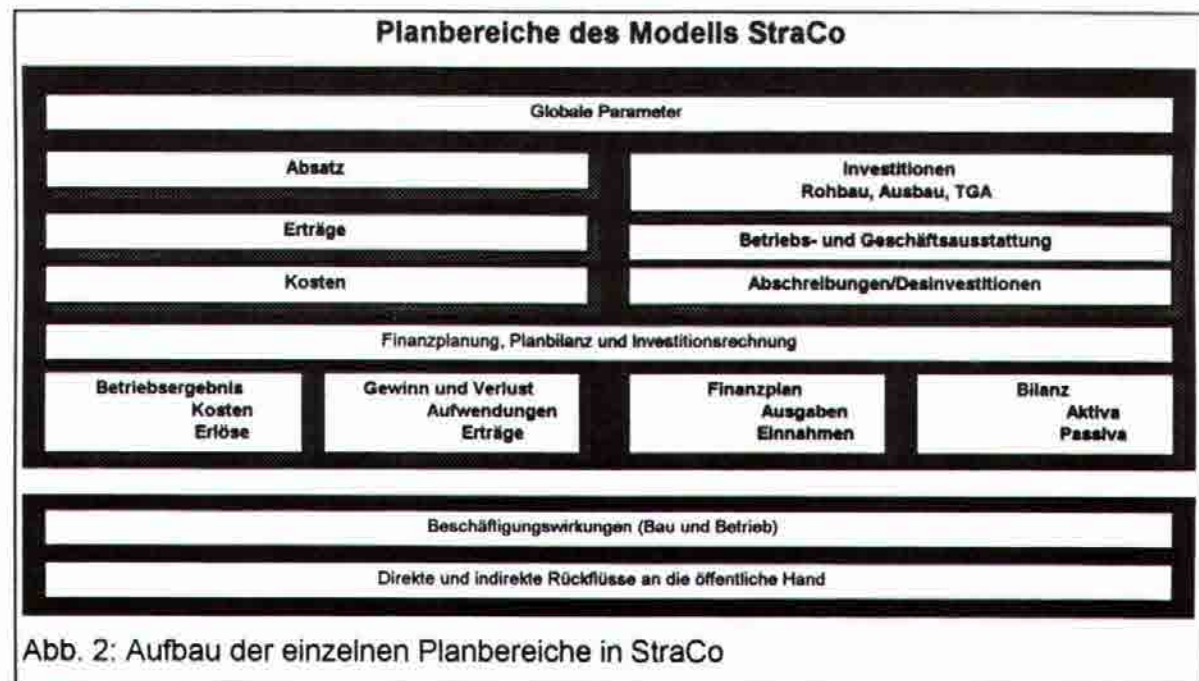 Planbereiche des Modells StraCo
Globale Parameter
Absatz
Erträge
Kosten
Investitionen
Rohbau, Ausbau, TGA
Betriebs- und Geschäftsausstattung
Abschreibungen/Desinvestitionen
Finanzplanung, Planbilanz und Investitionsrechnung
Betriebsergebnis
Kosten
Erlöse
Gewinn und Verlust
Aufwendungen
Erträge
Finanzplan
Ausgaben
Einnahmen
Bilanz
Aktiva
Passiva
Beschäftigungswirkungen (Bau und Betrieb)
Direkte und indirekte Rückflüsse an die öffentliche Hand
Abb. 2: Aufbau der einzelnen Planbereiche in StraCo